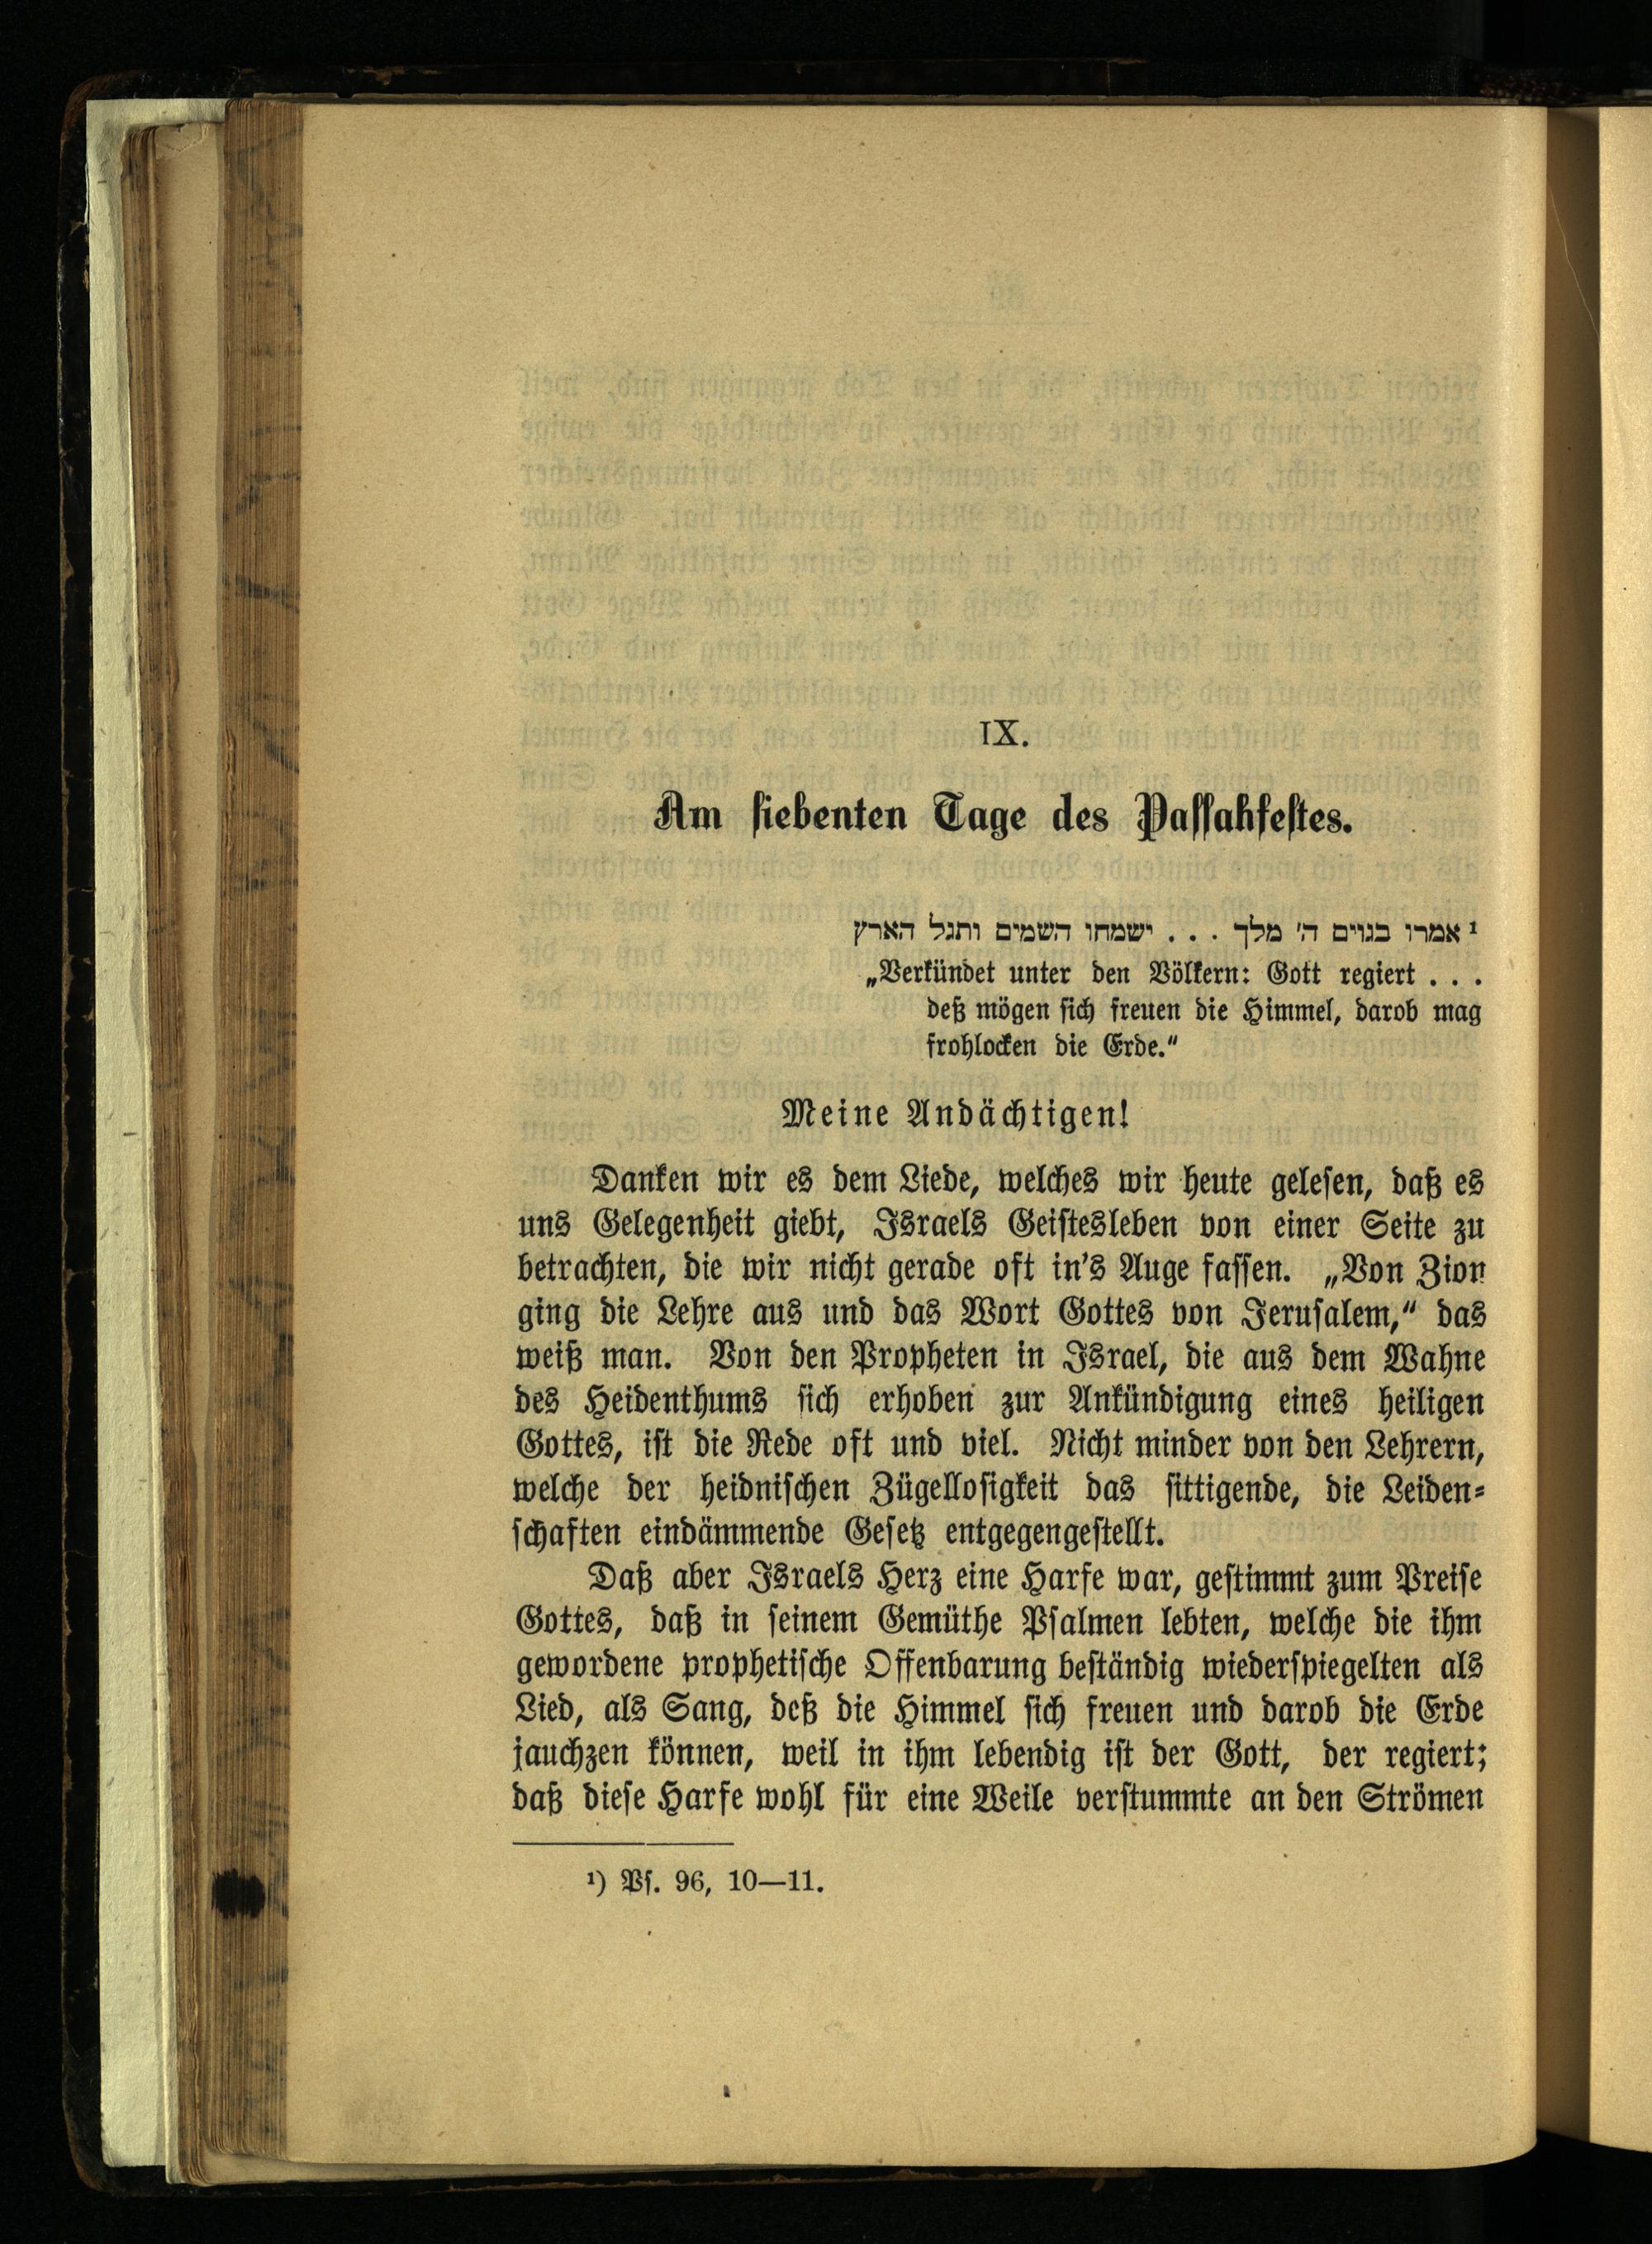 IX.
Am siebenten Tage des Passahfestes.
¹ אמרו בגוים ה׳ מלך . . . ישמחו השמים ותגל הארץ
„Verkündet unter den Völkern: Gott regiert . . .
deß mögen sich freuen die Himmel, darob mag
frohlocken die Erde.“
Meine Andächtigen!
Danken wir es dem Liede, welches wir heute gelesen, daß es
uns Gelegenheit giebt, Israels Geistesleben von einer Seite zu
betrachten, die wir nicht gerade oft in's Auge fassen. „Von Zion
ging die Lehre aus und das Wort Gottes von Jerusalem,“ das
weiß man. Von den Propheten in Israel, die aus dem Wahne
des Heidenthums sich erhoben zur Ankündigung eines heiligen
Gottes, ist die Rede oft und viel. Nicht minder von den Lehrern,
welche der heidnischen Zügellosigkeit das sittigende, die Leiden-
schaften eindämmende Gesetz entgegengestellt.
Daß aber Israels Herz eine Harfe war, gestimmt zum Preise
Gottes, daß in seinem Gemüthe Psalmen lebten, welche die ihm
gewordene prophetische Offenbarung beständig wiederspiegelten als
Lied, als Sang, deß die Himmel sich freuen und darob die Erde
jauchzen können, weil in ihm lebendig ist der Gott, der regiert;
daß diese Harfe wohl für eine Weile verstummte an den Strömen
¹) Ps. 96, 10—11.